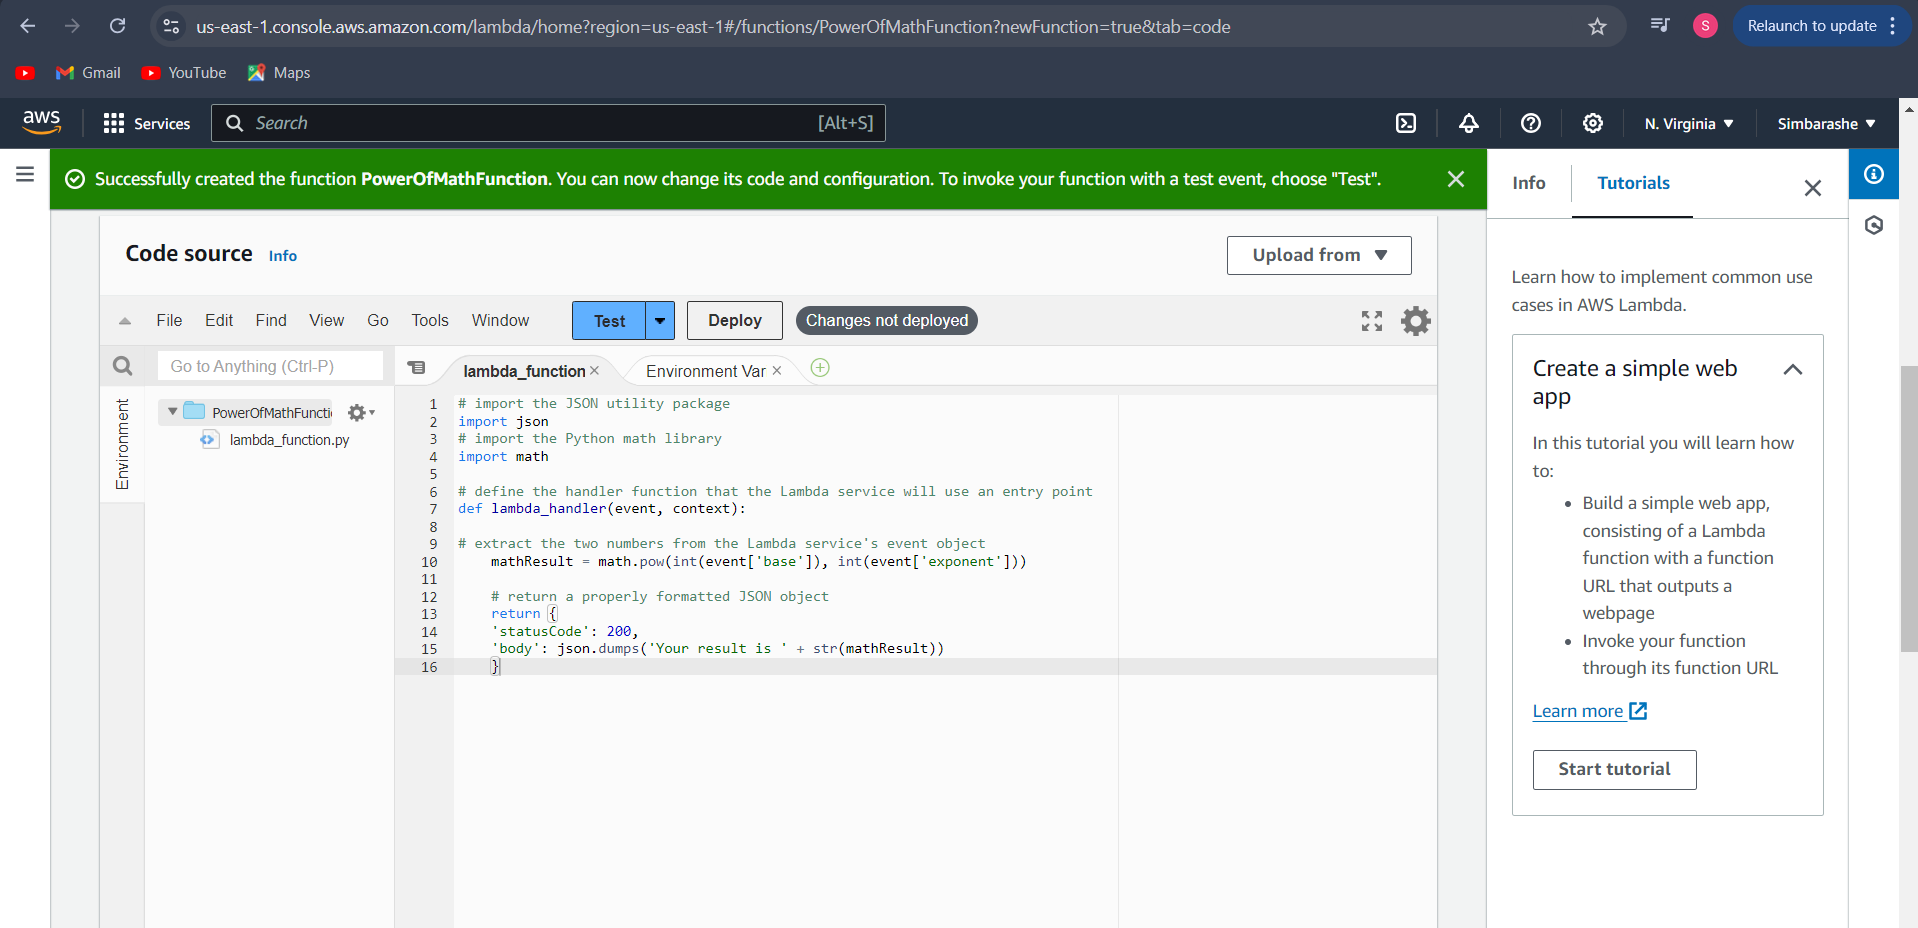 us-east-1.console.aws.amazon.com/lambda/home?region=us-east-1#/functions/PowerOfMathFunction?newFunction=true&tab=code
S
Relaunch to update
Gmail
YouTube
Maps
aws
Services
Search
[Alt+S]
N. Virginia
Simbarashe
Successfully created the function PowerOfMathFunction. You can now change its code and configuration. To invoke your function with a test event, choose "Test".
Code source
Info
Upload from
File
Edit
Find
View
Go
Tools
Window
Test
Deploy
Changes not deployed
Go to Anything (Ctrl-P)
Environment
PowerOfMathFuncti
lambda_function.py
lambda_function
Environment Var
1 # import the JSON utility package
2 import json
3 # import the Python math library
4 import math
5
6 # define the handler function that the Lambda service will use an entry point
7 def lambda_handler(event, context):
8
9 # extract the two numbers from the Lambda service's event object
10 mathResult = math.pow(int(event['base']), int(event['exponent']))
11
12 # return a properly formatted JSON object
13 return {
14 'statusCode': 200,
15 'body': json.dumps('Your result is ' + str(mathResult))
16 }
Info
Tutorials
Learn how to implement common use
cases in AWS Lambda.
Create a simple web
app
In this tutorial you will learn how
to:
• Build a simple web app,
consisting of a Lambda
function with a function
URL that outputs a
webpage
• Invoke your function
through its function URL
Learn more
Start tutorial